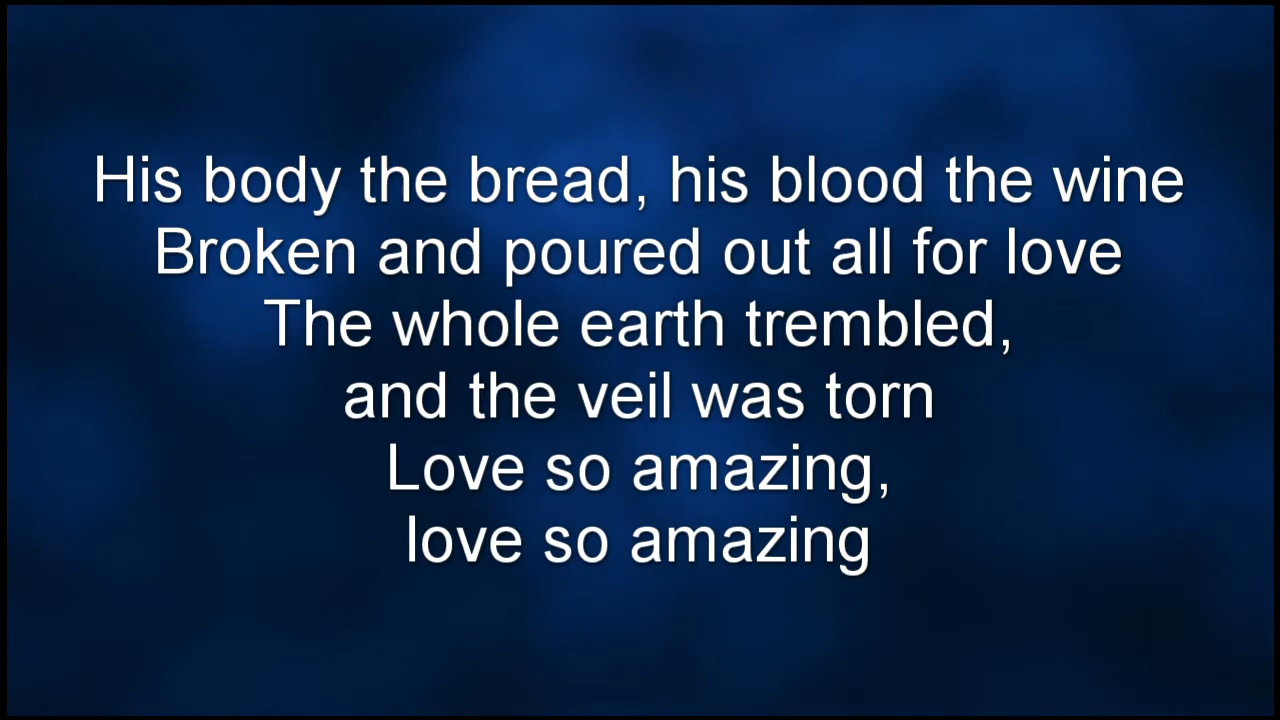 His body the bread, his blood the wine
Broken and poured out all for love
The whole earth trembled,
and the veil was torn
Love so amazing,
love so amazing